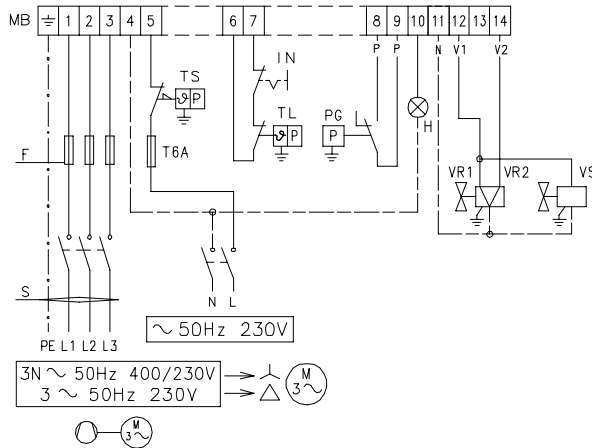 MB 1 2 3 4 5 6 7 8 9 10 11 12 13 14
P P N V1 V2
IN
TS
ϑ P
TL
ϑ P
PG
P
H
F
T6A
VR1 VR2 VS
S
N L
PE L1 L2 L3
~ 50Hz 230V
3N ~ 50Hz 400/230V
3 ~ 50Hz 230V
M
3~
M
3~